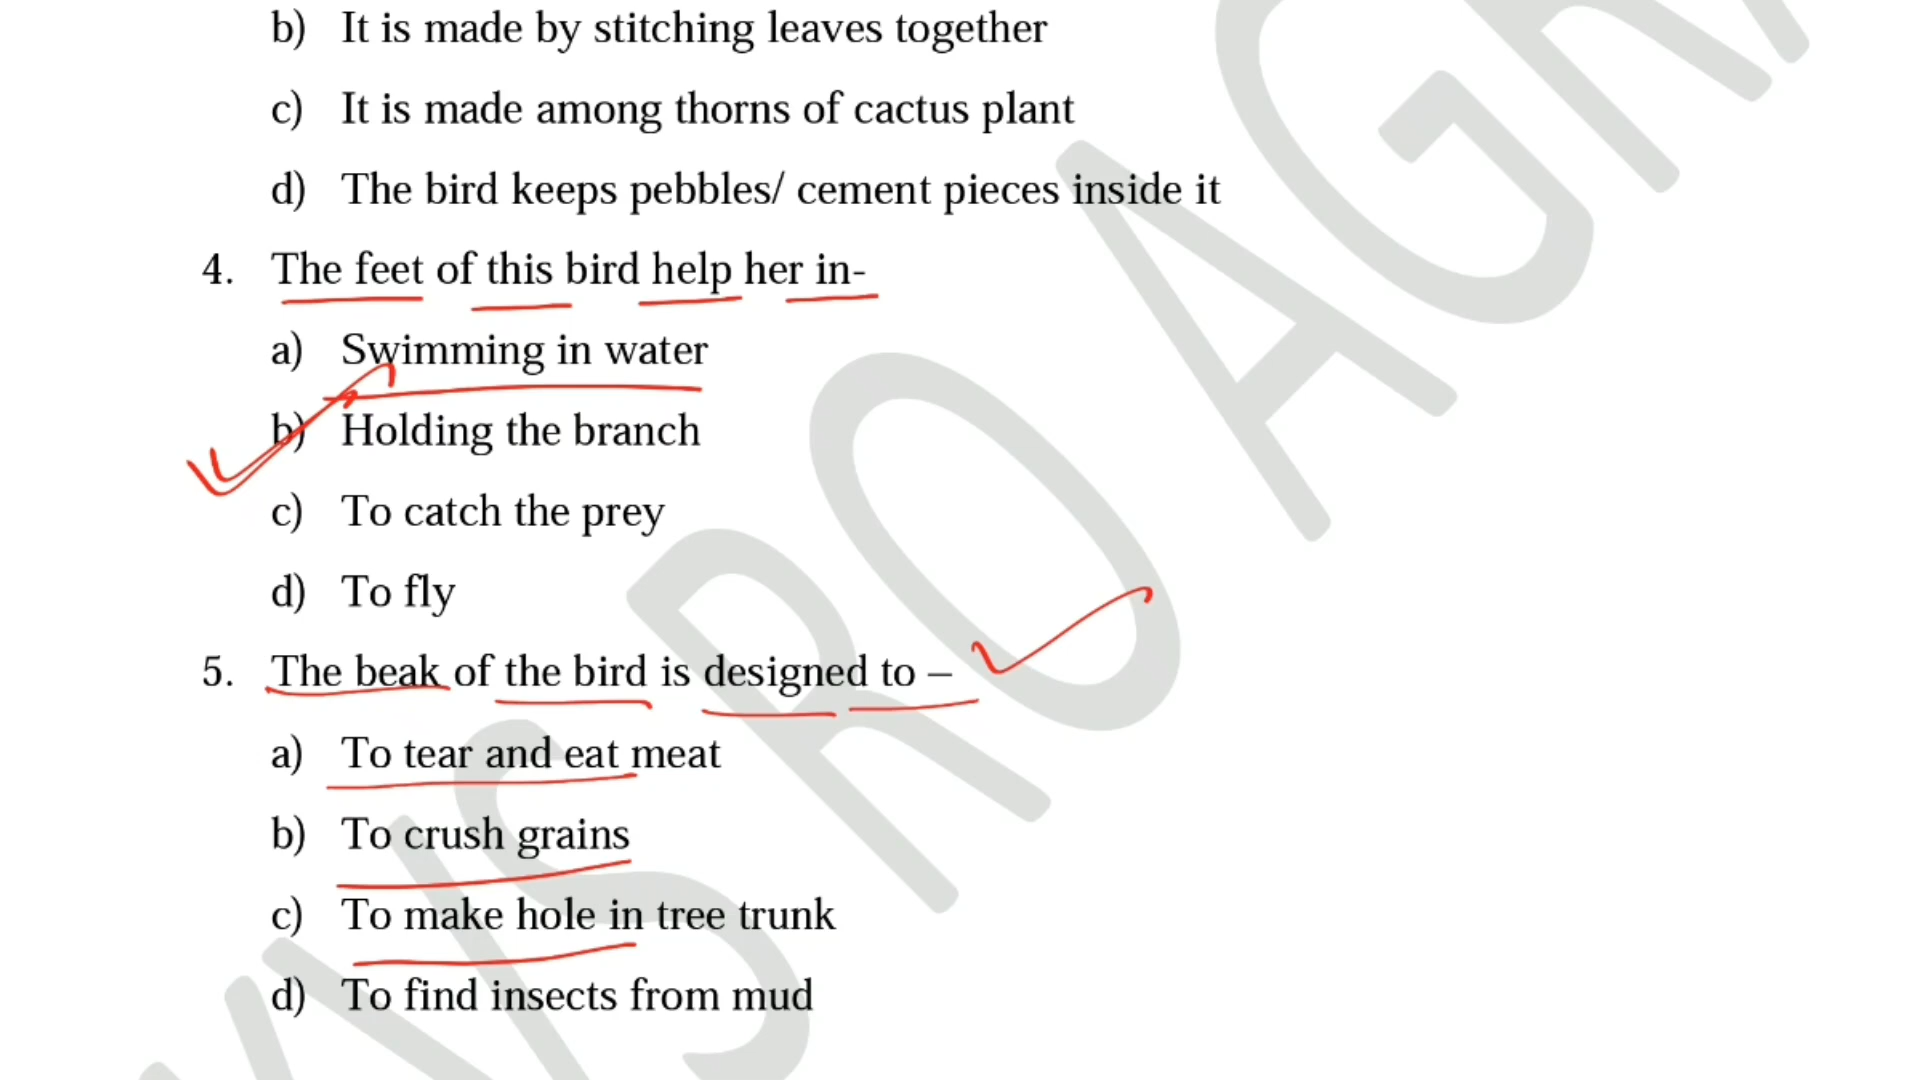 b) It is made by stitching leaves together
c) It is made among thorns of cactus plant
d) The bird keeps pebbles/ cement pieces inside it
4. The feet of this bird help her in-
a) Swimming in water
b) Holding the branch
c) To catch the prey
d) To fly
5. The beak of the bird is designed to –
a) To tear and eat meat
b) To crush grains
c) To make hole in tree trunk
d) To find insects from mud
VS RO AGR